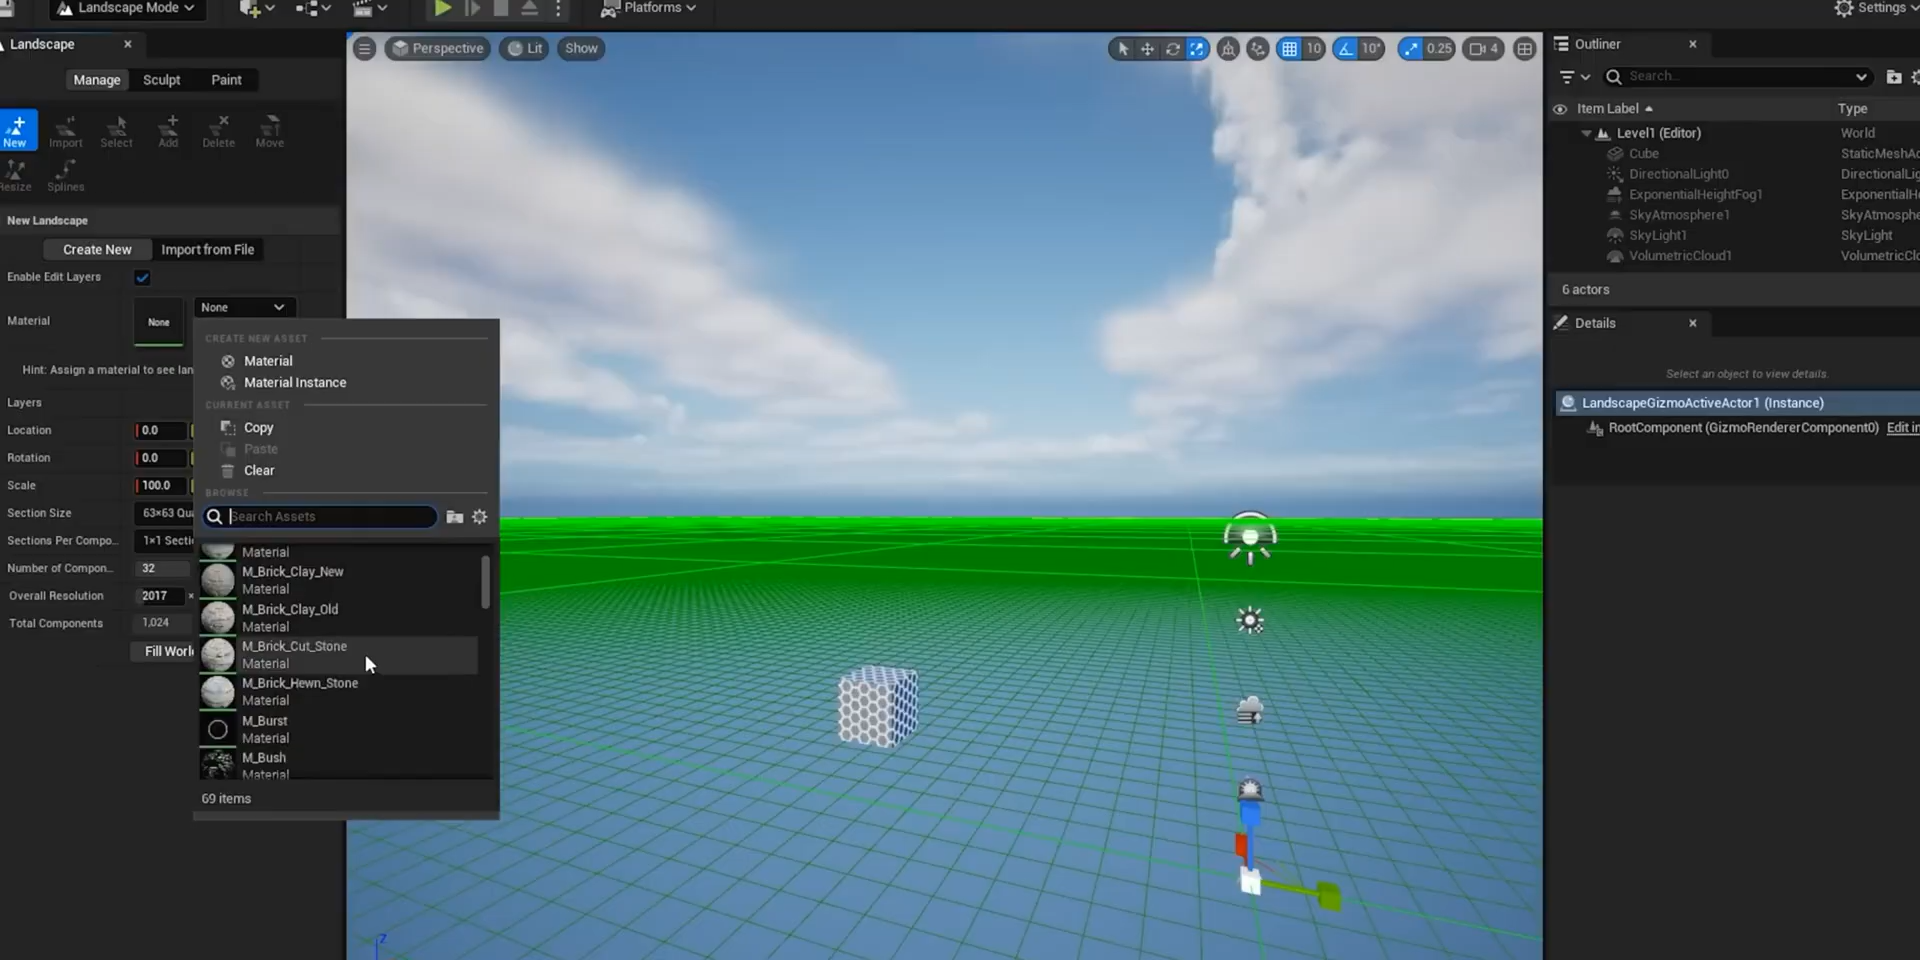 Landscape Mode
Platforms
Settings
Landscape
Manage Sculpt Paint
New Import Select Add Delete Move
Resize Splines
New Landscape
Create New Import from File
Enable Edit Layers
Material None None
Hint: Assign a material to see lan
Layers
Location 0.0
Rotation 0.0
Scale 100.0
Section Size 63×63 Qua
Sections Per Compo... 1×1 Secti
Number of Compon... 32
Overall Resolution 2017 ×
Total Components 1,024
Fill World
CREATE NEW ASSET
Material
Material Instance
CURRENT ASSET
Copy
Paste
Clear
BROWSE
Search Assets
Material
M_Brick_Clay_New
Material
M_Brick_Clay_Old
Material
M_Brick_Cut_Stone
Material
M_Brick_Hewn_Stone
Material
M_Burst
Material
M_Bush
Material
69 items
Perspective Lit Show
10 10° 0.25 4
Z
Outliner
Search...
Item Label Type
Level1 (Editor) World
Cube StaticMeshAc
DirectionalLight0 DirectionalLig
ExponentialHeightFog1 ExponentialHe
SkyAtmosphere1 SkyAtmosphe
SkyLight1 SkyLight
VolumetricCloud1 VolumetricClo
6 actors
Details
Select an object to view details.
LandscapeGizmoActiveActor1 (Instance)
RootComponent (GizmoRendererComponent0) Edit in